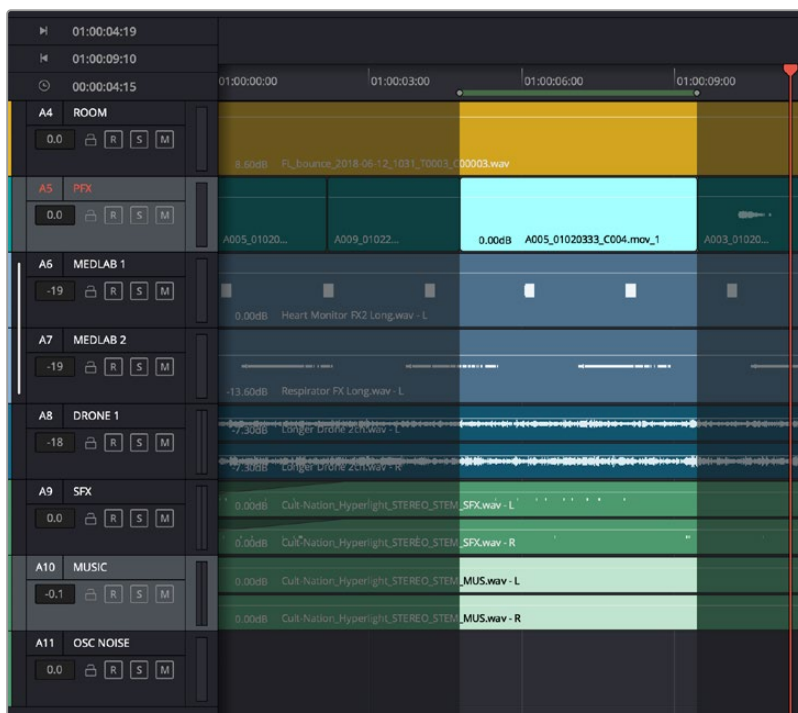 01:00:04:19
01:00:09:10
00:00:04:15
01:00:00:00 01:00:03:00 01:00:06:00 01:00:09:00
A4 ROOM
0.0 R S M
8.60dB FL_bounce_2018-06-12_1031_T0003_C00003.wav
A5 PFX
0.0 R S M
A005_01020... A009_01022... 0.00dB A005_01020333_C004.mov_1 A003_01020...
A6 MEDLAB 1
-19 R S M
0.00dB Heart Monitor FX2 Long.wav - L
A7 MEDLAB 2
-19 R S M
-13.60dB Respirator FX Long.wav - L
A8 DRONE 1
-7.30dB Longer Drone 2ch.wav - L
-18 R S M
-7.30dB Longer Drone 2ch.wav - R
A9 SFX
0.00dB Cult-Nation_Hyperlight_STEREO_STEM_SFX.wav - L
0.0 R S M
0.00dB Cult-Nation_Hyperlight_STEREO_STEM_SFX.wav - R
A10 MUSIC
0.00dB Cult-Nation_Hyperlight_STEREO_STEM_MUS.wav - L
-0.1 R S M
0.00dB Cult-Nation_Hyperlight_STEREO_STEM_MUS.wav - R
A11 OSC NOISE
0.0 R S M